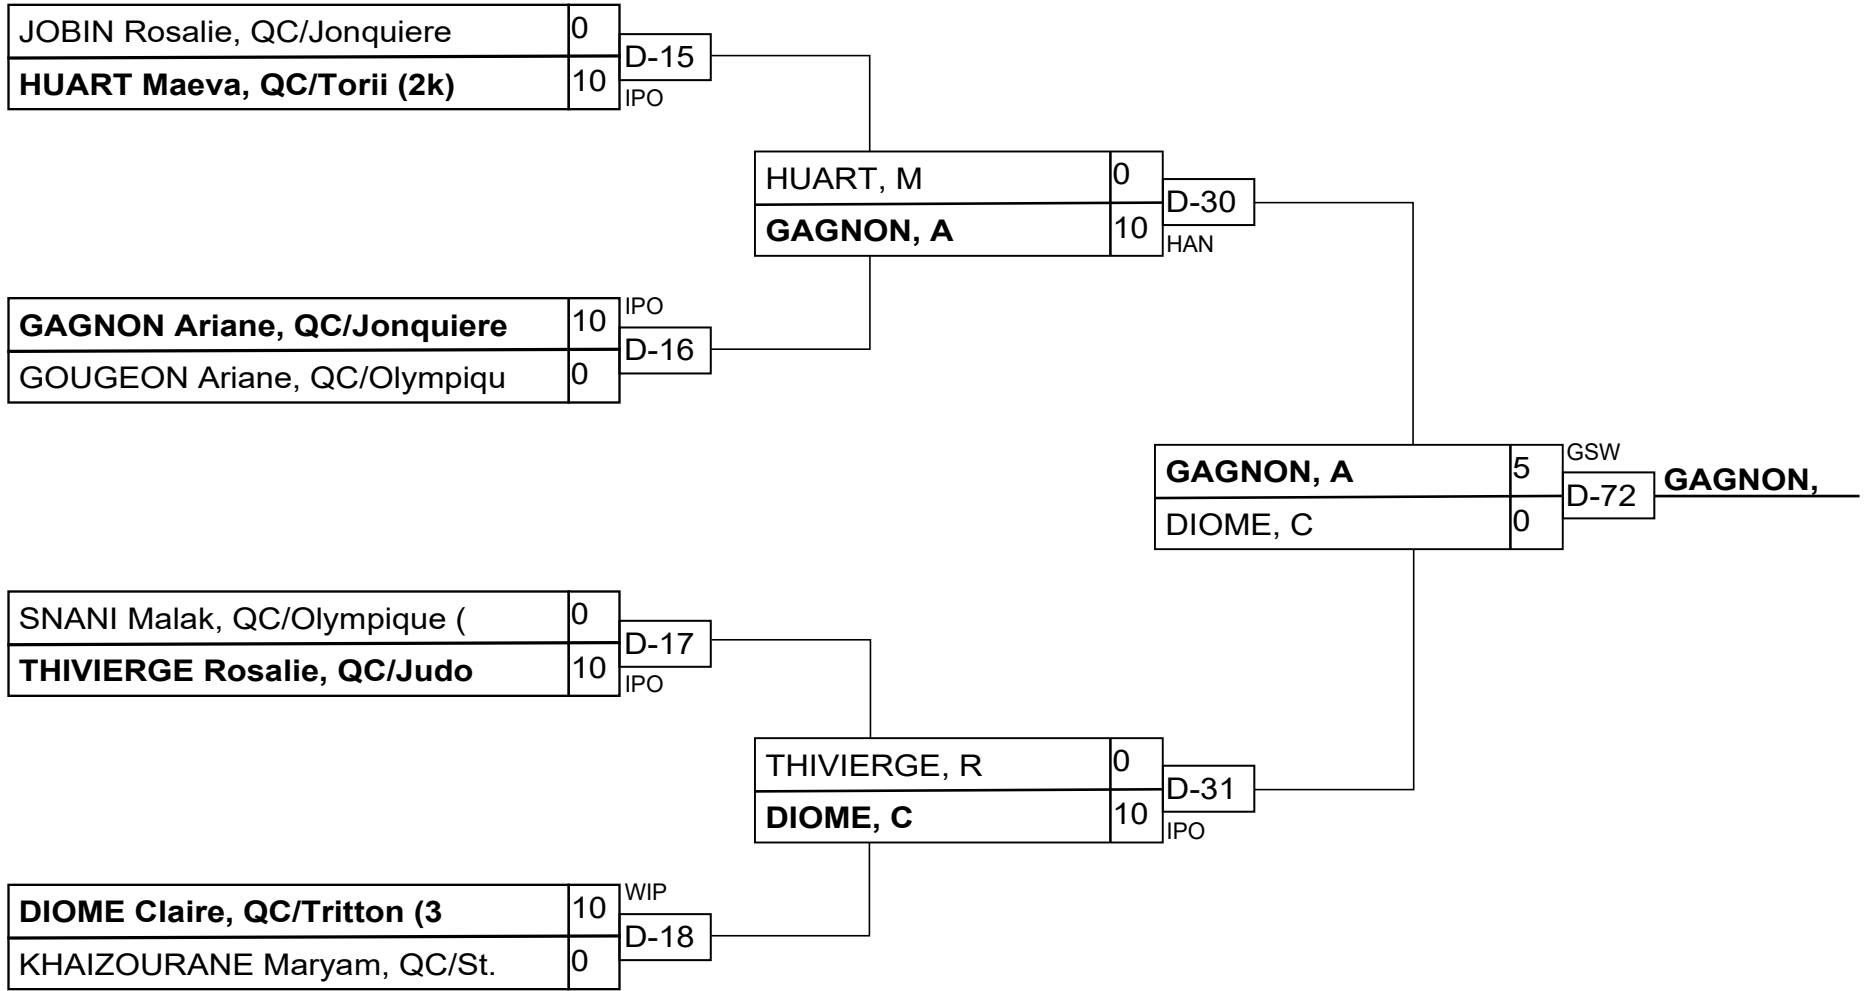 JOBIN Rosalie, QC/Jonquiere 0
HUART Maeva, QC/Torii (2k) 10
D-15
IPO
HUART, M 0
GAGNON, A 10
D-30
HAN
IPO
GAGNON Ariane, QC/Jonquiere 10
GOUGEON Ariane, QC/Olympiqu 0
D-16
GSW
GAGNON, A 5
DIOME, C 0
D-72
GAGNON,
SNANI Malak, QC/Olympique ( 0
THIVIERGE Rosalie, QC/Judo 10
D-17
IPO
THIVIERGE, R 0
DIOME, C 10
D-31
IPO
WIP
DIOME Claire, QC/Tritton (3 10
KHAIZOURANE Maryam, QC/St. 0
D-18